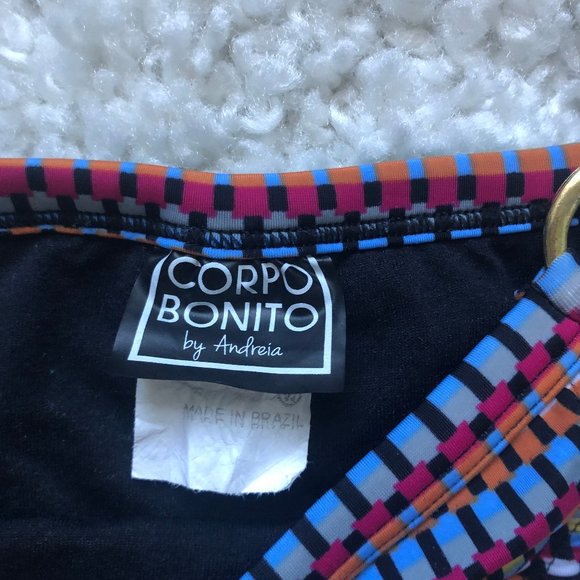 CORPO
BONITO
by Andreia
MADE IN BRAZIL